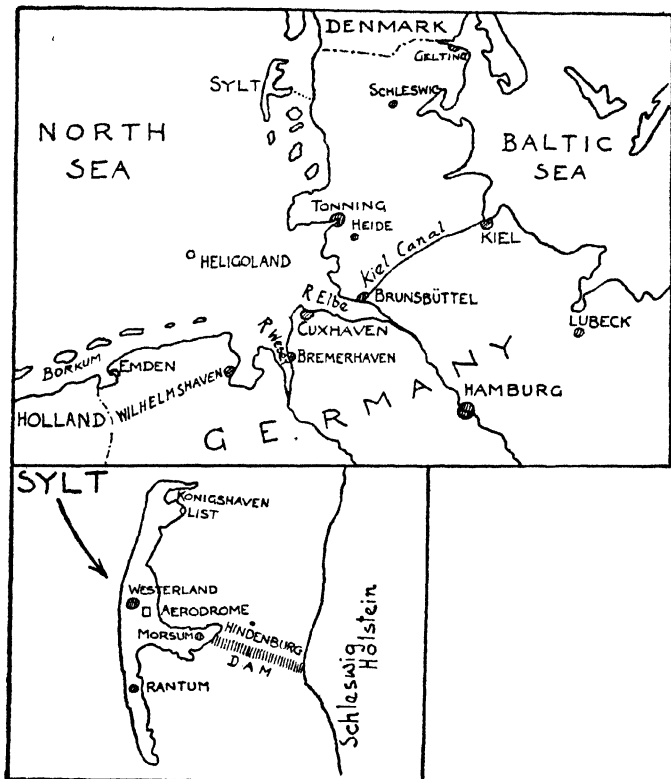 DENMARK
GELTING
SYLT
SCHLESWIG
NORTH
SEA
BALTIC
SEA
TONNING
HEIDE
Kiel Canal
KIEL
HELIGOLAND
R Elbe
BRUNSBÜTTEL
CUXHAVEN
LUBECK
R Weser
BREMERHAVEN
BORKUM
EMDEN
WILHELMSHAVEN
HAMBURG
HOLLAND
GERMANY
SYLT
KONIGSHAVEN
LIST
WESTERLAND
AERODROME
HINDENBURG
MORSUM
DAM
RANTUM
Schleswig
Holstein